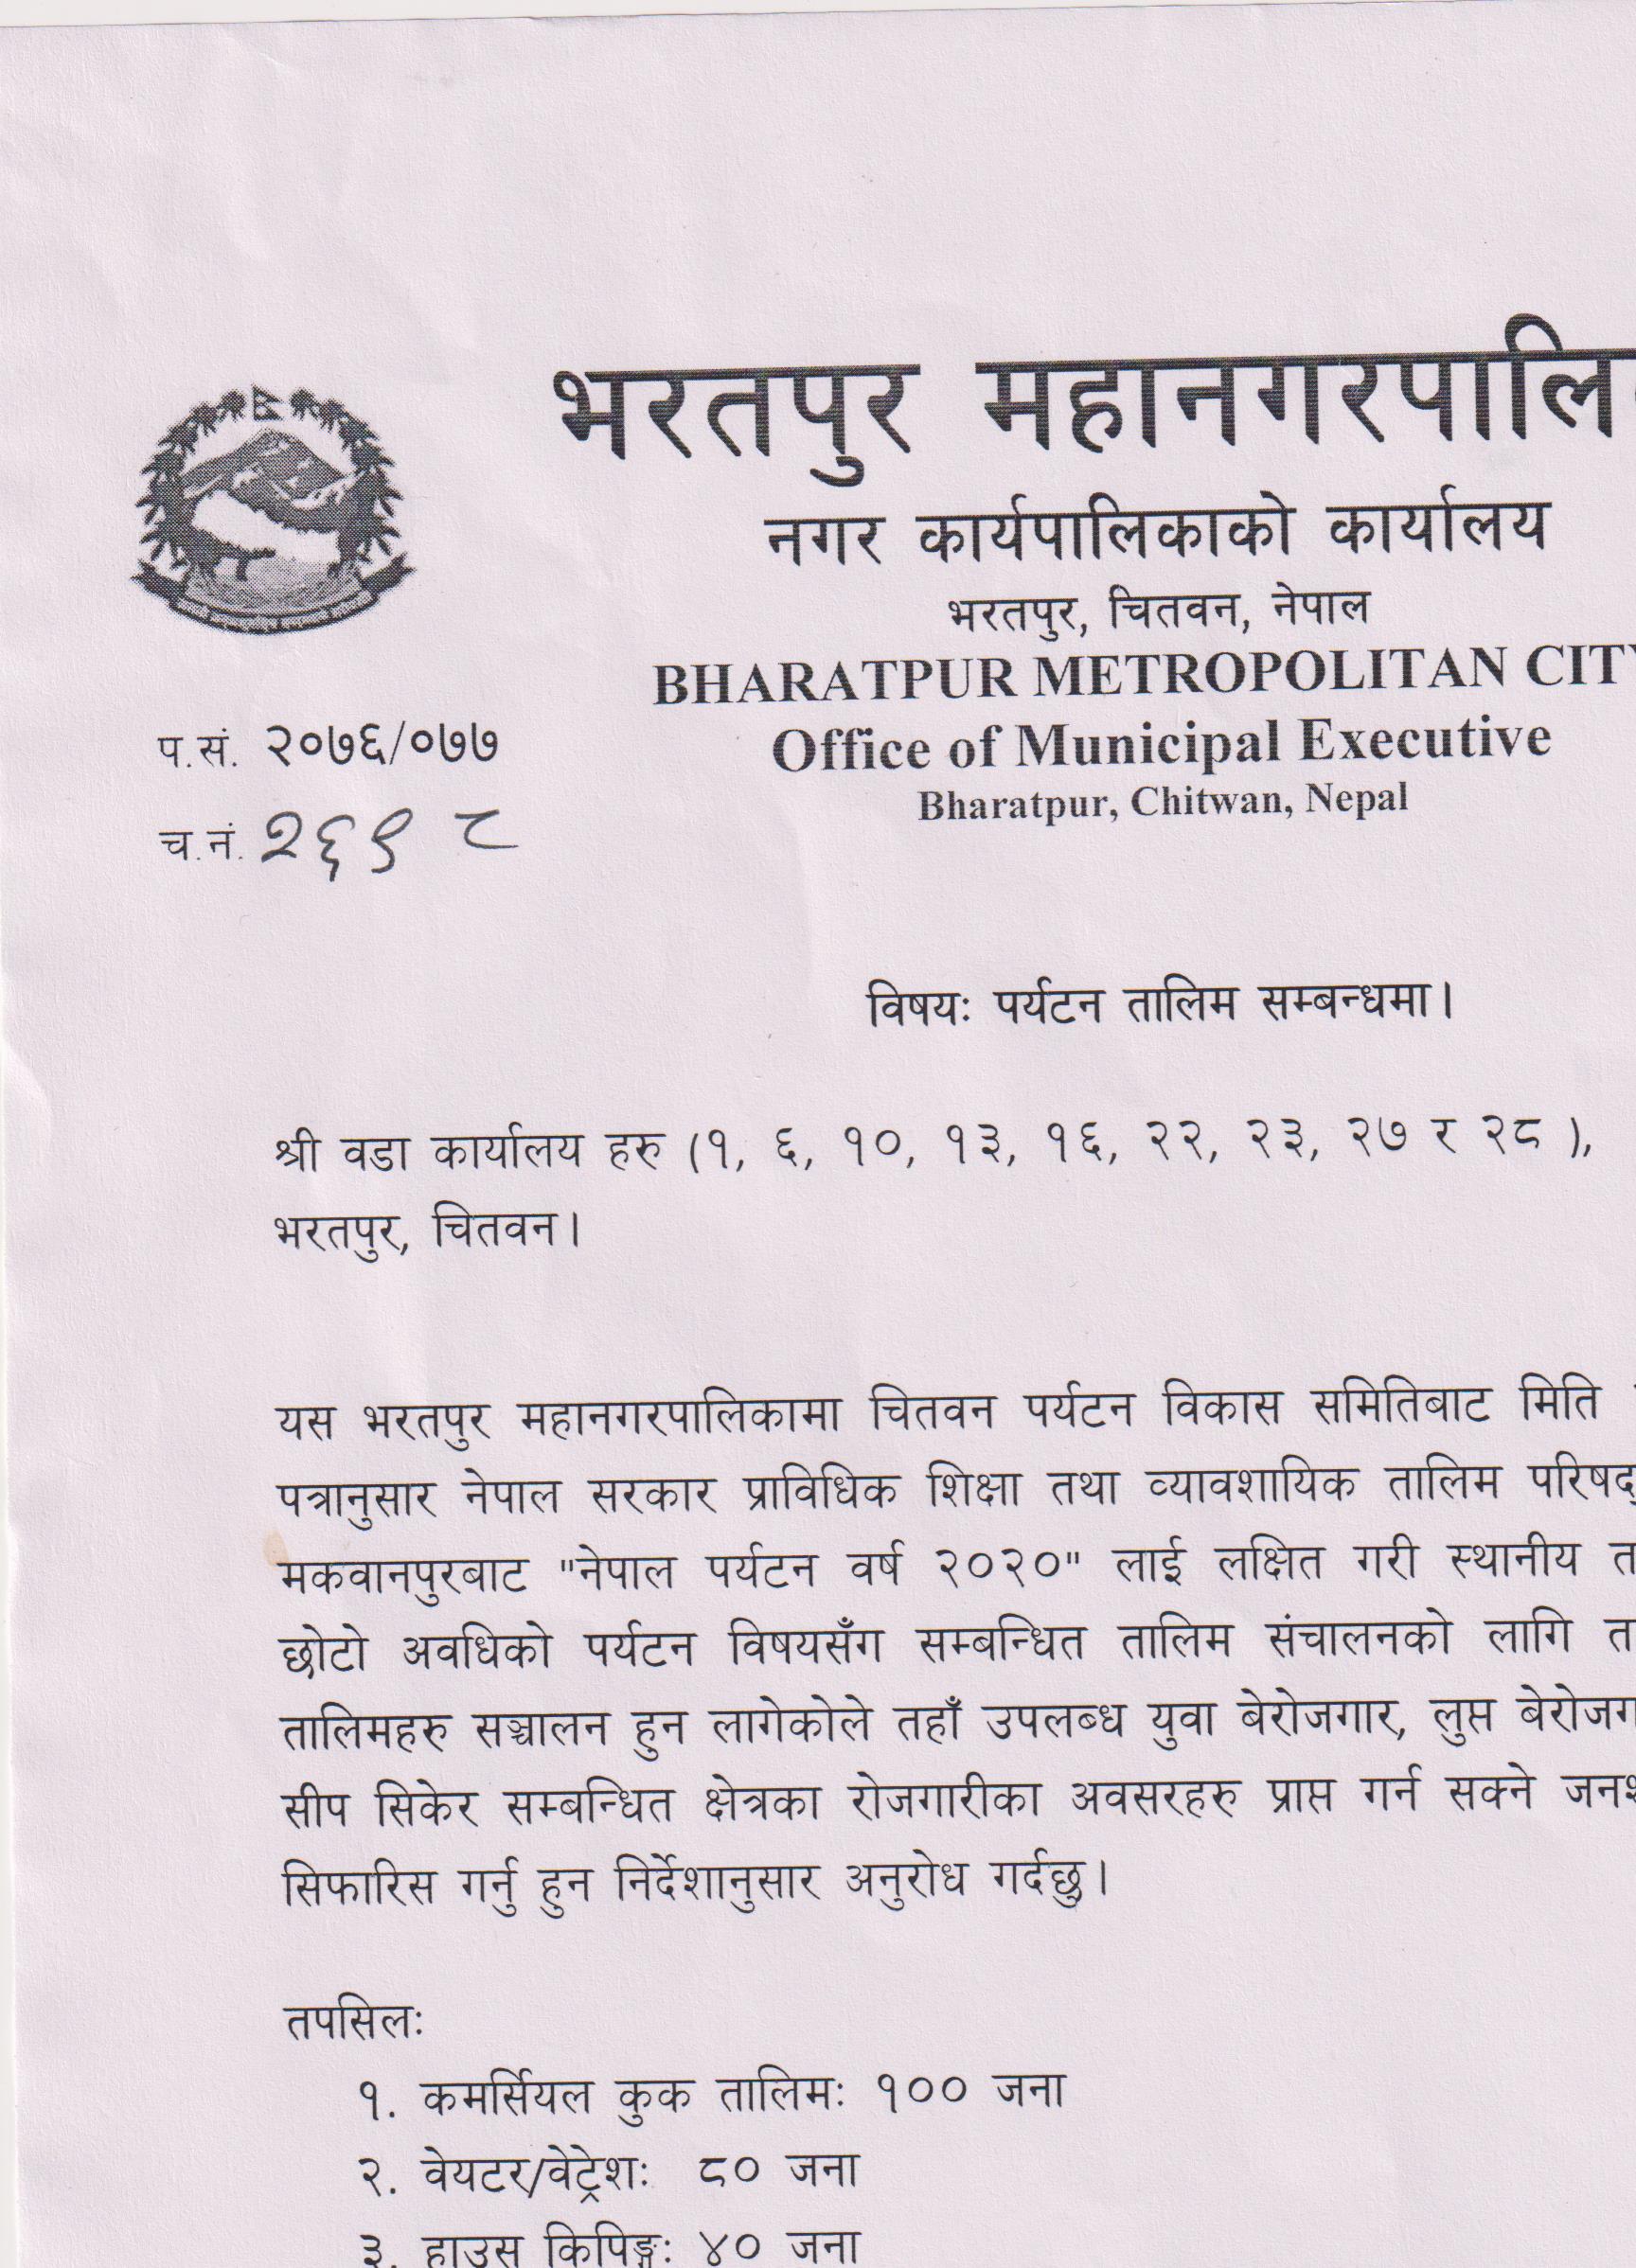 भरतपुर महानगरपालि
नगर कार्यपालिकाको कार्यालय
भरतपुर, चितवन, नेपाल
BHARATPUR METROPOLITAN CITY
Office of Municipal Executive
Bharatpur, Chitwan, Nepal
प.सं. २०७६/०७७
च.नं. २६९८
विषयः पर्यटन तालिम सम्बन्धमा।
श्री वडा कार्यालय हरु (१, ६, १०, १३, १६, २२, २३, २७ र २८ ),
भरतपुर, चितवन।
यस भरतपुर महानगरपालिकामा चितवन पर्यटन विकास समितिबाट मिति
पत्रानुसार नेपाल सरकार प्राविधिक शिक्षा तथा व्यावशायिक तालिम परिषद्
मकवानपुरबाट "नेपाल पर्यटन वर्ष २०२०" लाई लक्षित गरी स्थानीय त
छोटो अवधिको पर्यटन विषयसँग सम्बन्धित तालिम संचालनको लागि त
तालिमहरु सञ्चालन हुन लागेकोले तहाँ उपलब्ध युवा बेरोजगार, लुप्त बेरोजग
सीप सिकेर सम्बन्धित क्षेत्रका रोजगारीका अवसरहरु प्राप्त गर्न सक्ने जनश
सिफारिस गर्नु हुन निर्देशानुसार अनुरोध गर्दछु।
तपसिलः
१. कमर्सियल कुक तालिमः १०० जना
२. वेयटर/वेट्रेशः ८० जना
३. हाउस किपिङ्गः ४० जना